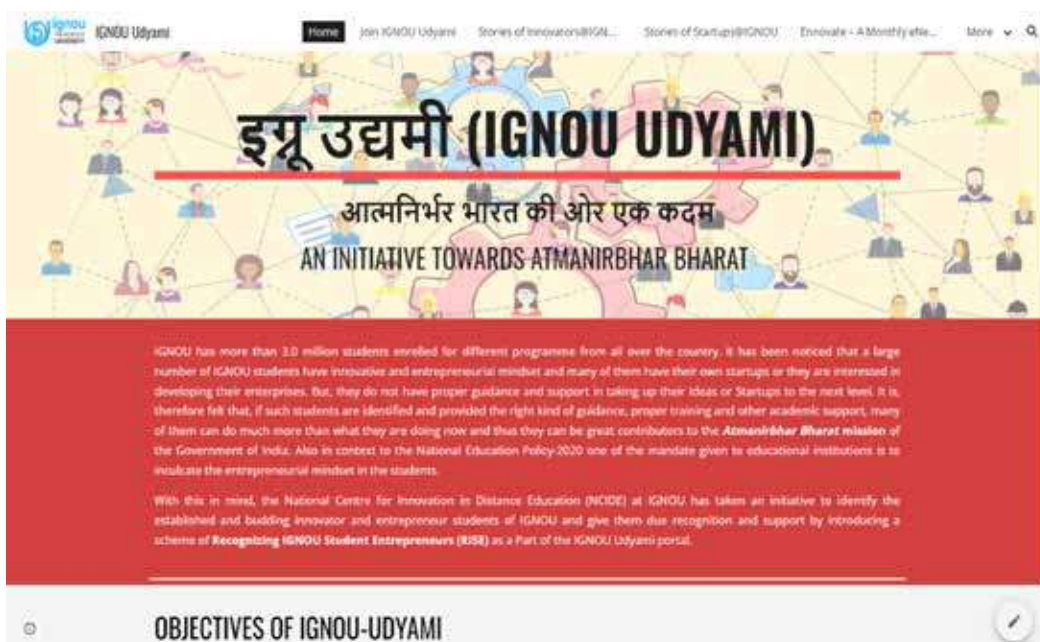 ignou
UNIVERSITY
IGNOU Udyami
Home Join IGNOU Udyami Stories of Innovators@IGN... Stories of Startups@IGNOU Ennovate - A Monthly eNe... More
इग्नू उद्यमी (IGNOU UDYAMI)
आत्मनिर्भर भारत की ओर एक कदम
AN INITIATIVE TOWARDS ATMANIRBHAR BHARAT
IGNOU has more than 3.0 million students enrolled for different programme from all over the country. It has been noticed that a large
number of IGNOU students have innovative and entrepreneurial mindset and many of them have their own startups or they are interested in
developing their enterprises. But, they do not have proper guidance and support in taking up their Ideas or Startups to the next level. It is,
therefore felt that, if such students are identified and provided the right kind of guidance, proper training and other academic support, many
of them can do much more than what they are doing now and thus they can be great contributors to the Atmanirbhar Bharat mission of
the Government of India. Also in context to the National Education Policy-2020 one of the mandate given to educational institutions is to
inculcate the entrepreneurial mindset in the students.
With this in mind, the National Centre for Innovation in Distance Education (NCIDE) at IGNOU has taken an initiative to identify the
established and budding innovator and entrepreneur students of IGNOU and give them due recognition and support by introducing a
scheme of Recognizing IGNOU Student Entrepreneurs (RISE) as a Part of the IGNOU Udyami portal.
OBJECTIVES OF IGNOU-UDYAMI